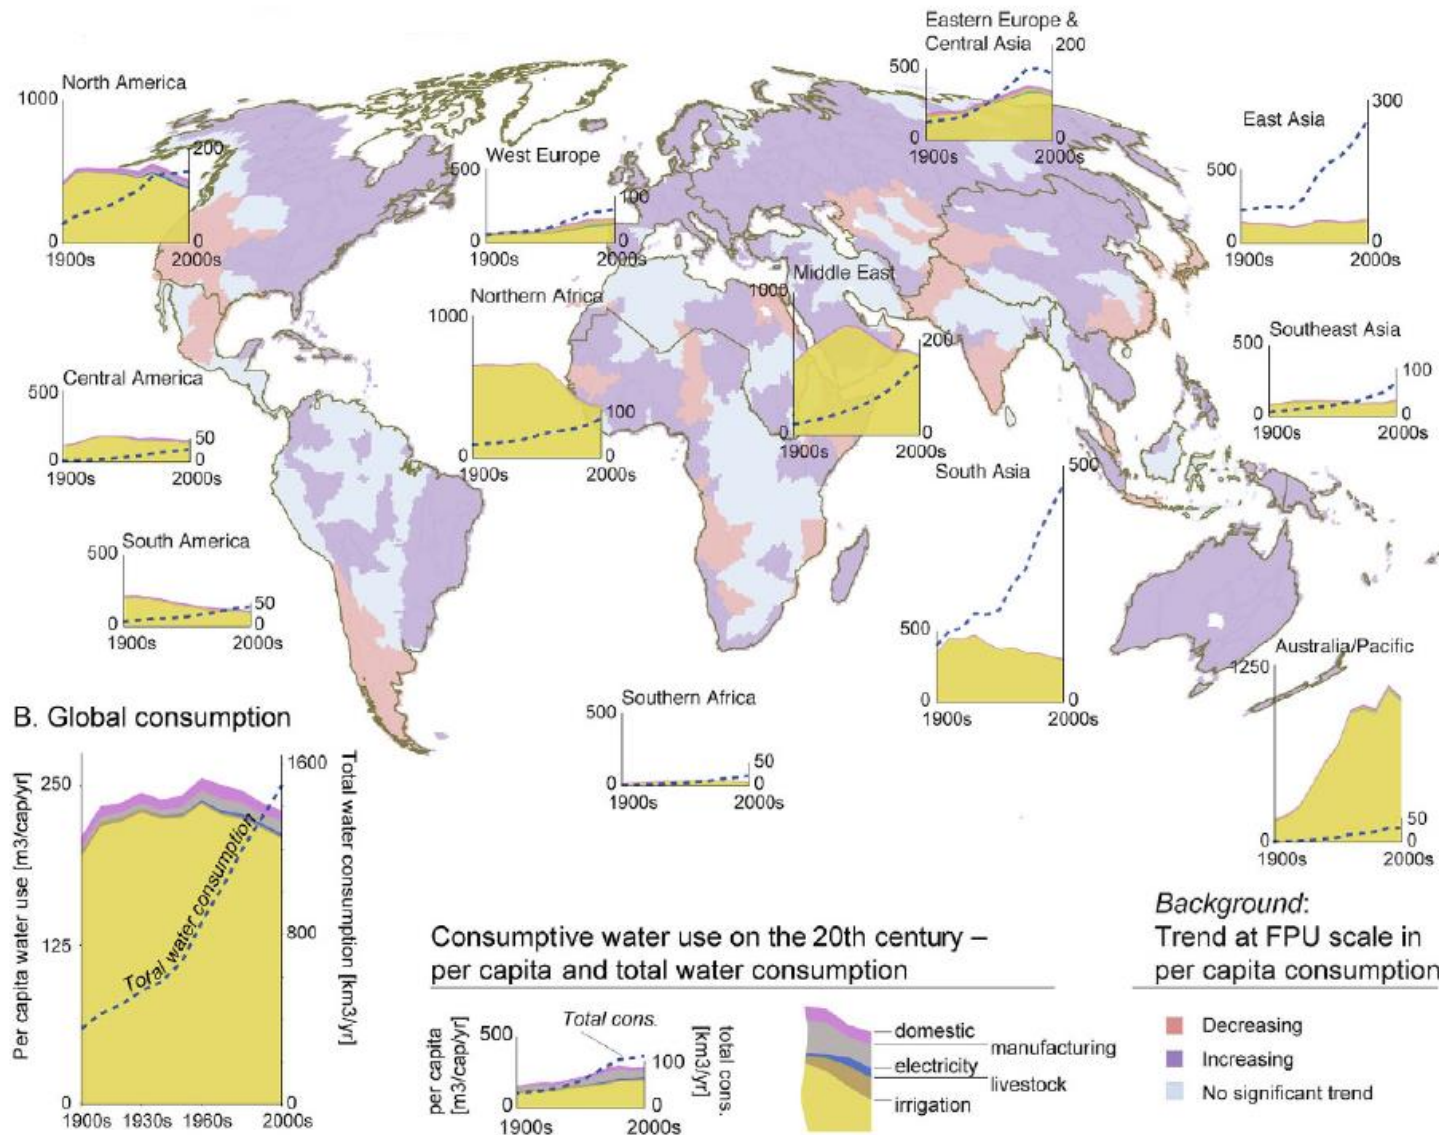 Eastern Europe &
Central Asia
200
500
0
0
1900s
2000s
North America
1000
200
0
0
1900s
2000s
West Europe
500
100
0
0
1900s
2000s
East Asia
300
500
0
0
1900s
2000s
Middle East
1000
200
0
0
1900s
2000s
Northern Africa
1000
100
0
0
1900s
2000s
Southeast Asia
500
100
0
0
1900s
2000s
Central America
500
50
0
0
1900s
2000s
South Asia
500
500
0
0
1900s
2000s
South America
500
50
0
0
1900s
2000s
Australia/Pacific
1250
50
0
0
1900s
2000s
Southern Africa
500
50
0
0
1900s
2000s
B. Global consumption
Per capita water use [m3/cap/yr]
250
125
0
Total water consumption
1600
800
0
Total water consumption [km3/yr]
1900s 1930s 1960s 2000s
Consumptive water use on the 20th century –
per capita and total water consumption
per capita
[m3/cap/yr]
500
0
Total cons.
100
0
total cons.
[km3/yr]
1900s
2000s
domestic
manufacturing
electricity
livestock
irrigation
Background:
Trend at FPU scale in
per capita consumption
Decreasing
Increasing
No significant trend